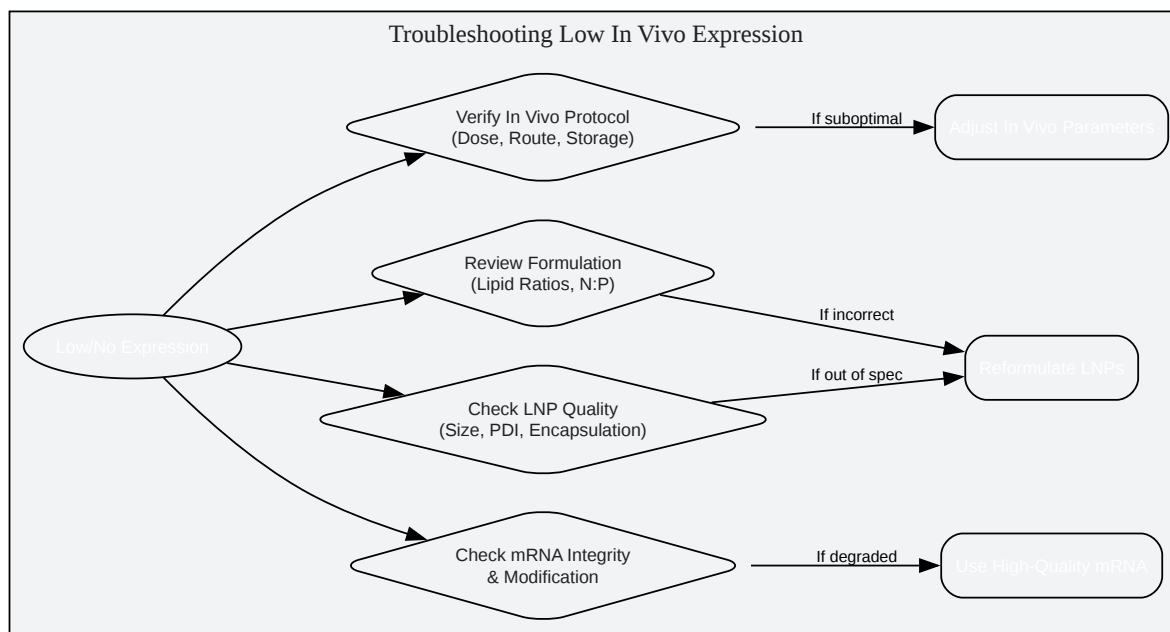 Troubleshooting Low In Vivo Expression
Verify In Vivo Protocol
(Dose, Route, Storage)
If suboptimal
Adjust In Vivo Parameters
Review Formulation
(Lipid Ratios, N:P)
If incorrect
Low/No Expression
Reformulate LNPs
If out of spec
Check LNP Quality
(Size, PDI, Encapsulation)
Check mRNA Integrity
& Modification
If degraded
Use High-Quality mRNA